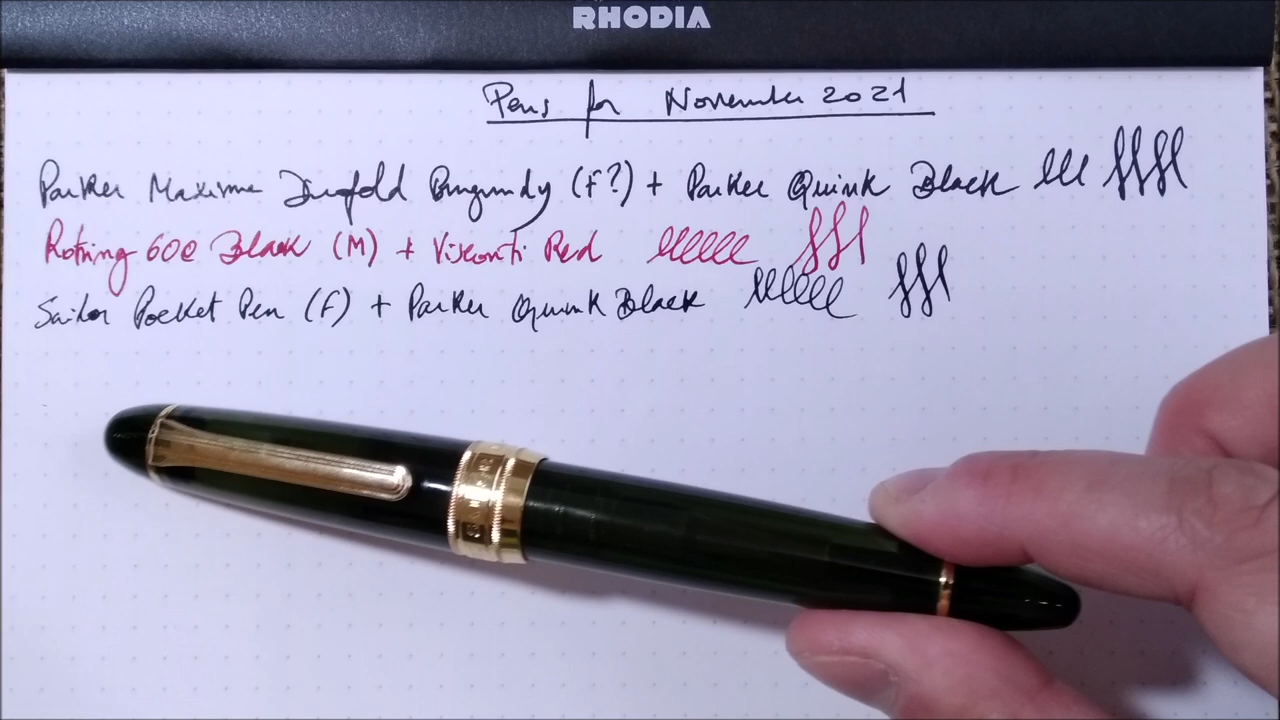 RHODIA
Pens for November 2021
Parker Maxima Duofold Burgundy (F?) + Parker Quink Black
Rotring 600 Black (M) + Visconti Red
Sailor Pocket Pen (F) + Parker Quink Black